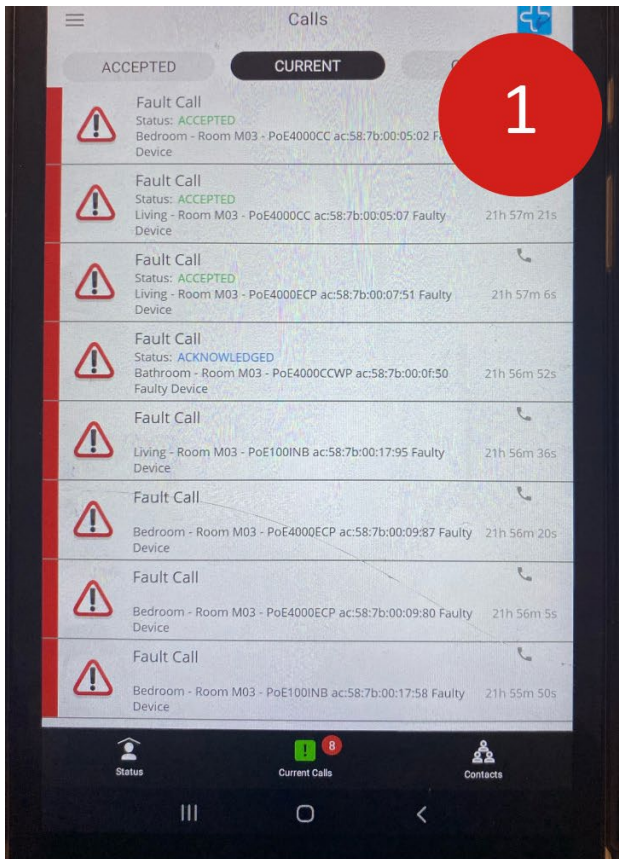 Calls
ACCEPTED
CURRENT
1
Fault Call
Status: ACCEPTED
Bedroom - Room M03 - PoE4000CC ac:58:7b:00:05:02
Device
Fault Call
Status: ACCEPTED
Living - Room M03 - PoE4000CC ac:58:7b:00:05:07 Faulty
Device
21h 57m 21s
Fault Call
Status: ACCEPTED
Living - Room M03 - PoE4000ECP ac:58:7b:00:07:51 Faulty
Device
21h 57m 6s
Fault Call
Status: ACKNOWLEDGED
Bathroom - Room M03 - PoE4000CCWP ac:58:7b:00:0f:50
Faulty Device
21h 56m 52s
Fault Call
Living - Room M03 - PoE100INB ac:58:7b:00:17:95 Faulty
Device
21h 56m 36s
Fault Call
Bedroom - Room M03 - PoE4000ECP ac:58:7b:00:09:87 Faulty
Device
21h 56m 20s
Fault Call
Bedroom - Room M03 - PoE4000ECP ac:58:7b:00:09:80 Faulty
Device
21h 56m 5s
Fault Call
Bedroom - Room M03 - PoE100INB ac:58:7b:00:17:58 Faulty
Device
21h 55m 50s
! 8
Status
Current Calls
Contacts